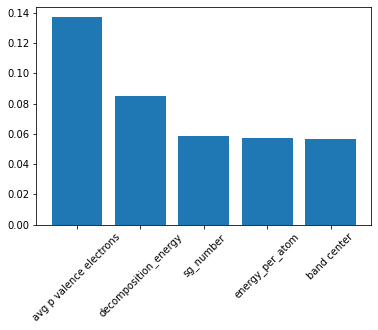 0.14
0.12
0.10
0.08
0.06
0.04
0.02
0.00
avg p valence electrons
decomposition_energy
sg_number
energy_per_atom
band center